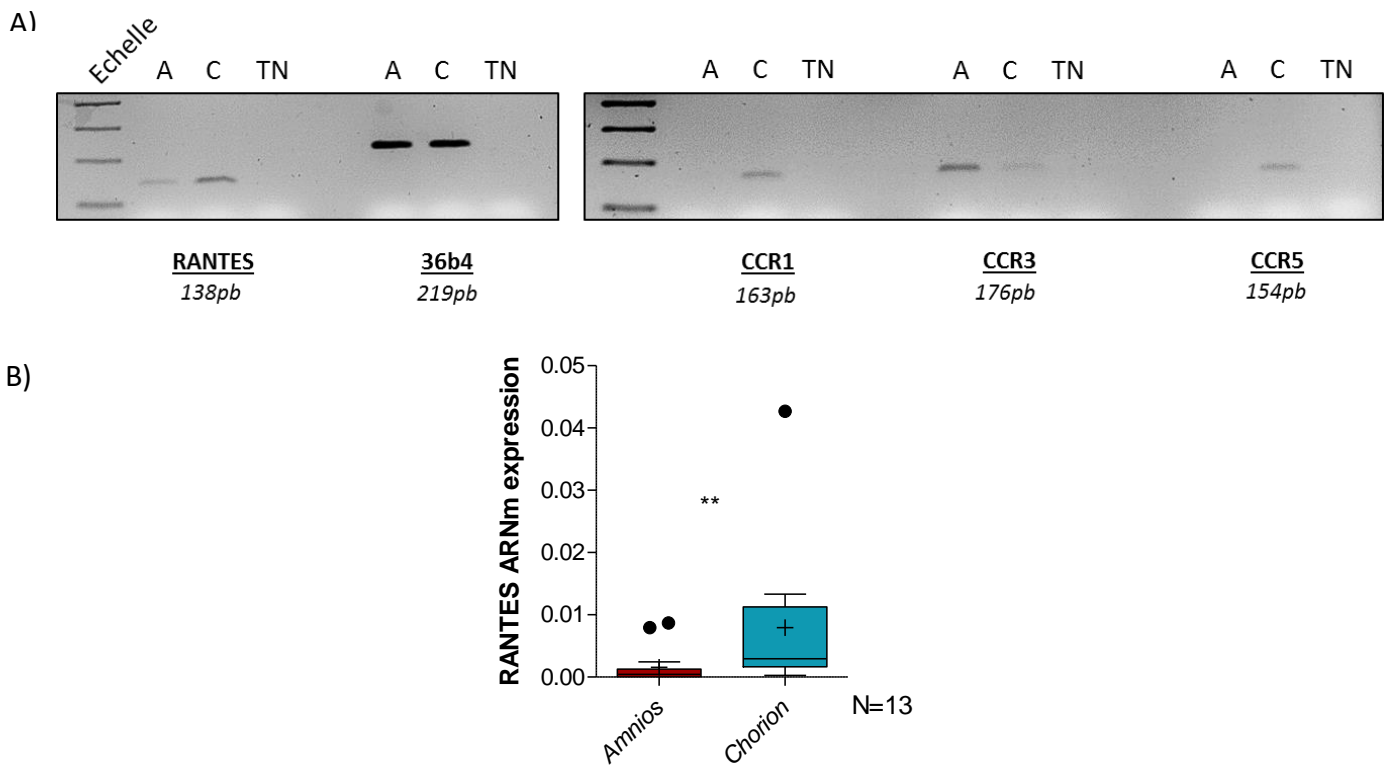 A)
Echelle
A C TN A C TN A C TN A C TN A C TN
RANTES 36b4 CCR1 CCR3 CCR5
138pb 219pb 163pb 176pb 154pb
B)
RANTES ARNm expression
0.05
0.04
0.03
**
0.02
0.01
0.00
Amnios Chorion
N=13